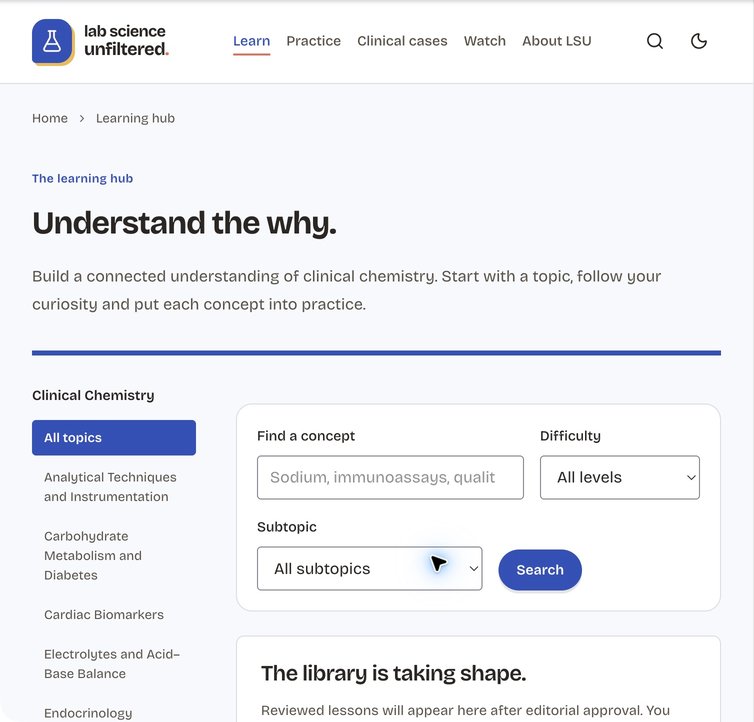 lab science
unfiltered.
Learn
Practice
Clinical cases
Watch
About LSU
Home
Learning hub
The learning hub
Understand the why.
Build a connected understanding of clinical chemistry. Start with a topic, follow your
curiosity and put each concept into practice.
Clinical Chemistry
All topics
Analytical Techniques
and Instrumentation
Carbohydrate
Metabolism and
Diabetes
Cardiac Biomarkers
Electrolytes and Acid–
Base Balance
Endocrinology
Find a concept
Sodium, immunoassays, qualit
Difficulty
All levels
Subtopic
All subtopics
Search
The library is taking shape.
Reviewed lessons will appear here after editorial approval. You